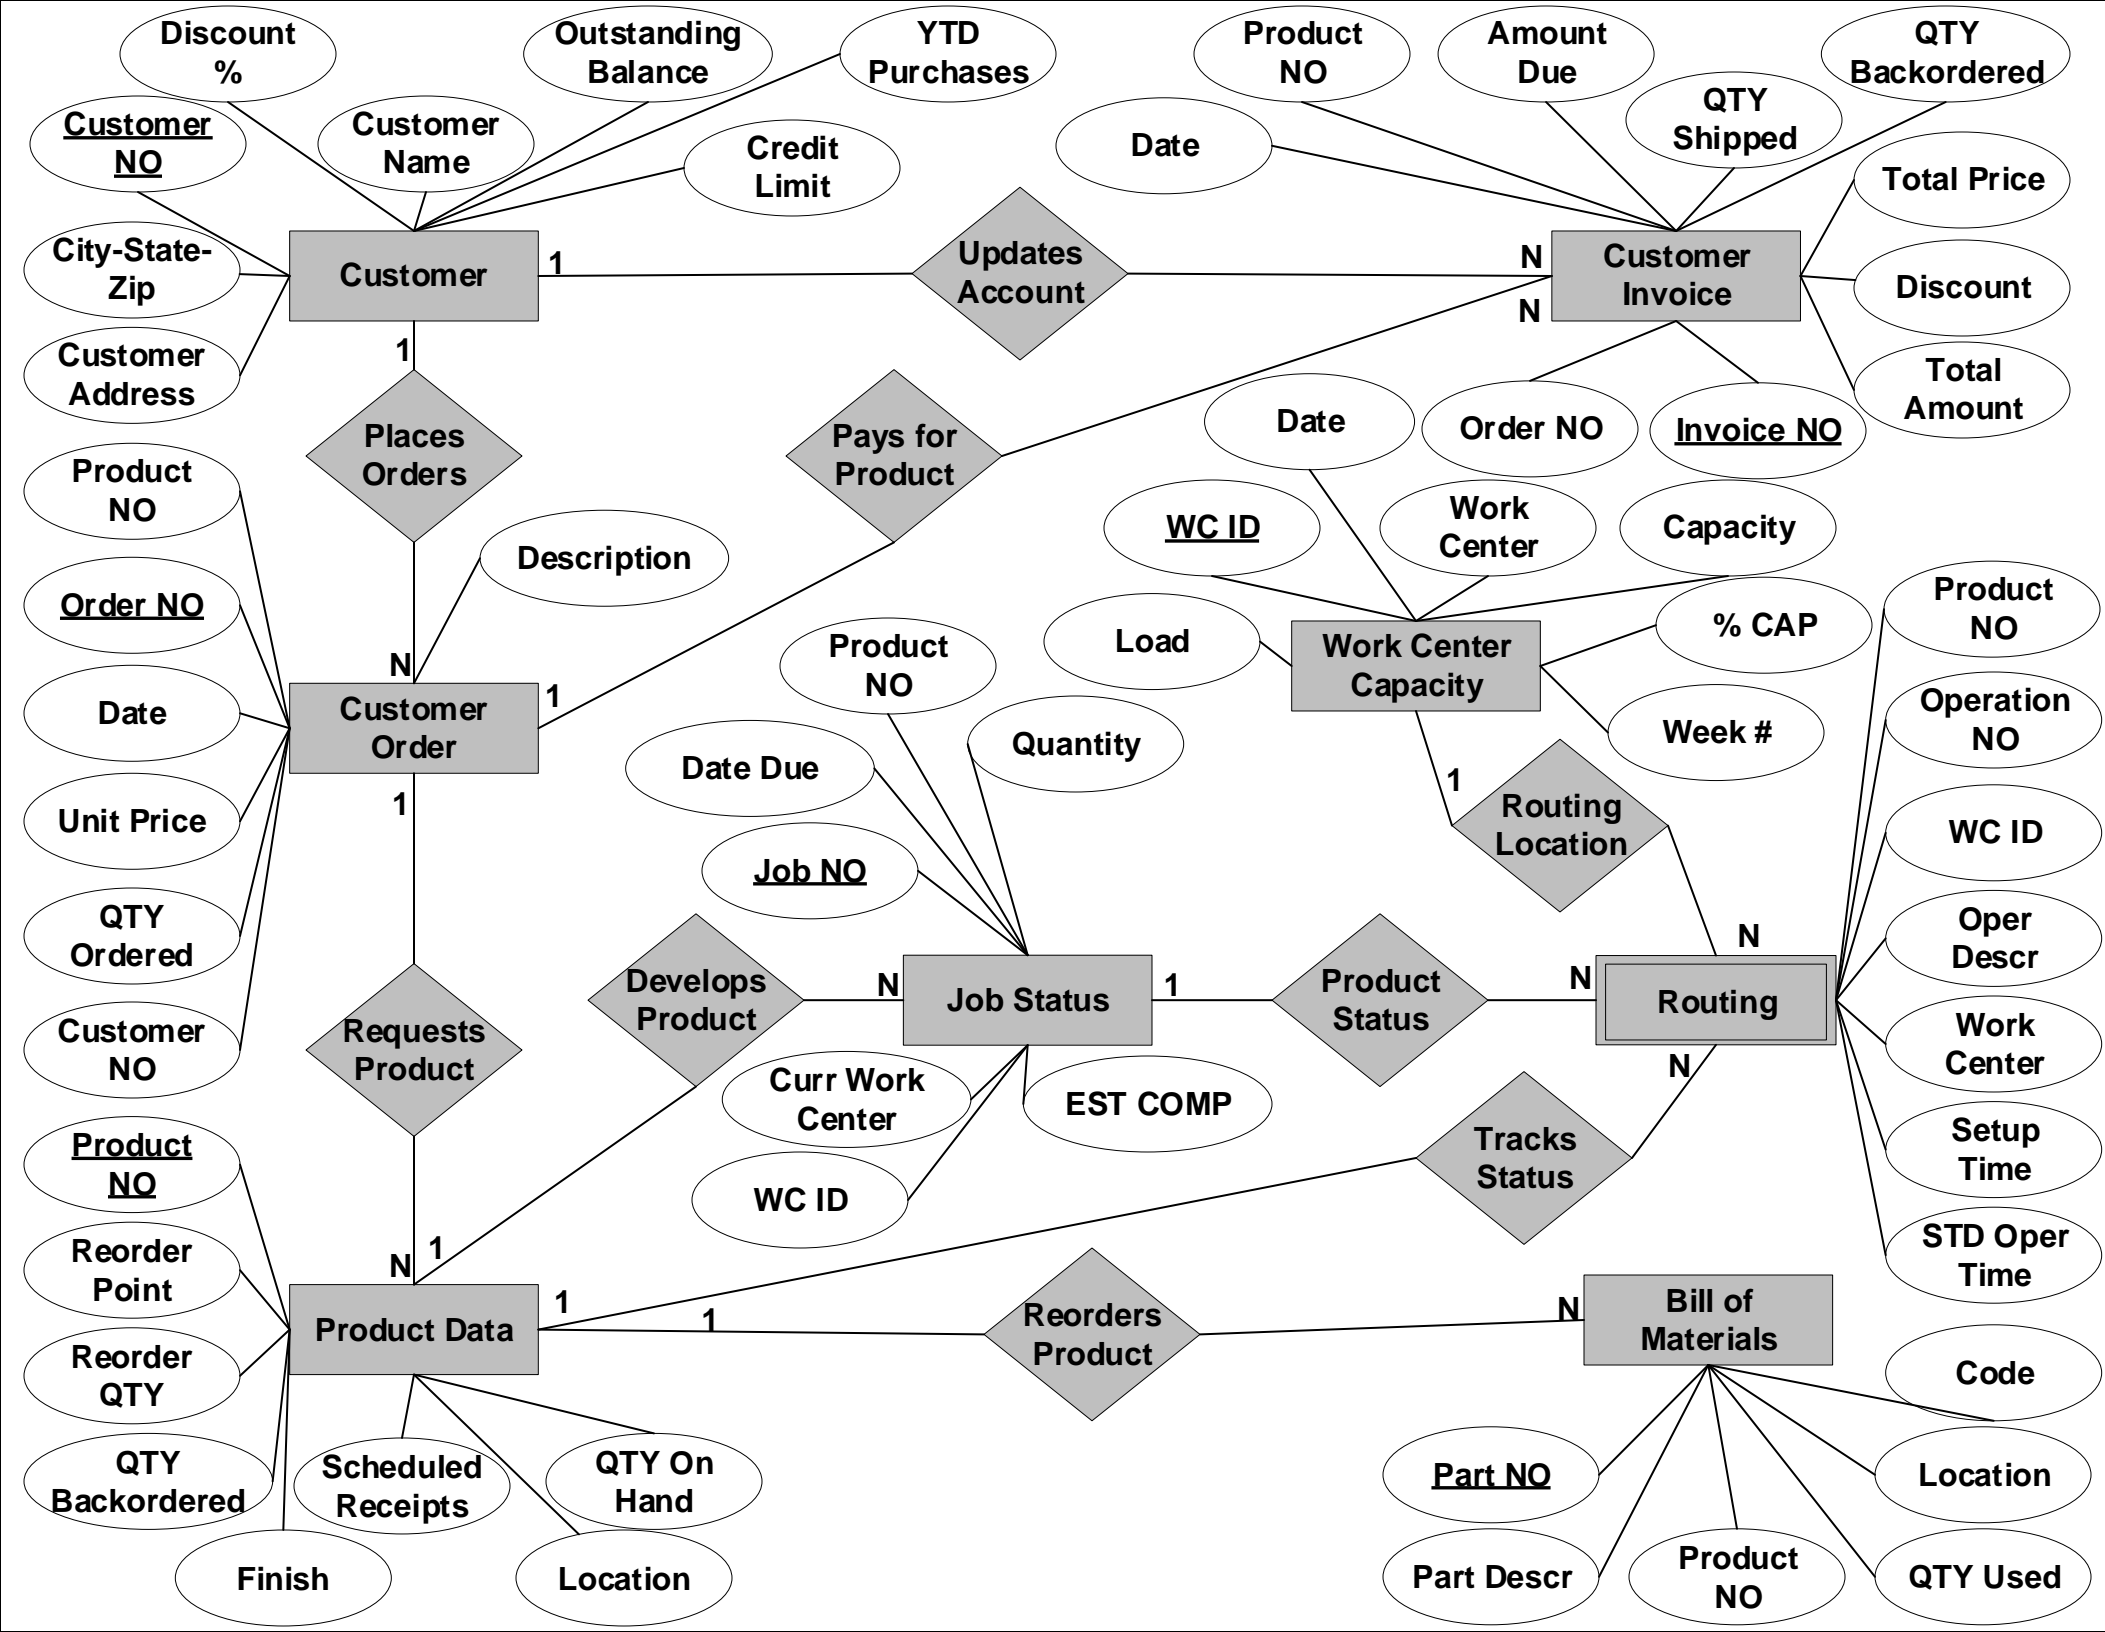 Discount
%
Outstanding
Balance
YTD
Purchases
Product
NO
Amount
Due
QTY
Backordered
Customer
NO
Customer
Name
Credit
Limit
Date
QTY
Shipped
Total Price
City-State-
Zip
Customer
1
Updates
Account
N
N
Customer
Invoice
Discount
Customer
Address
1
Total
Amount
Places
Orders
Pays for
Product
Date
Order NO
Invoice NO
Product
NO
Description
WC ID
Work
Center
Capacity
Order NO
Product
NO
Load
Work Center
Capacity
% CAP
Product
NO
N
Date
Customer
Order
1
Date Due
Quantity
Week #
Operation
NO
1
Unit Price
1
Job NO
Routing
Location
WC ID
QTY
Ordered
N
Oper
Descr
Develops
Product
N
Job Status
1
Product
Status
N
Routing
Customer
NO
Requests
Product
Curr Work
Center
EST COMP
N
Work
Center
Product
NO
WC ID
Tracks
Status
Setup
Time
Reorder
Point
N
1
STD Oper
Time
Product Data
1
1
Reorders
Product
N
Bill of
Materials
Reorder
QTY
Code
QTY
Backordered
Scheduled
Receipts
QTY On
Hand
Part NO
Location
Finish
Location
Part Descr
Product
NO
QTY Used